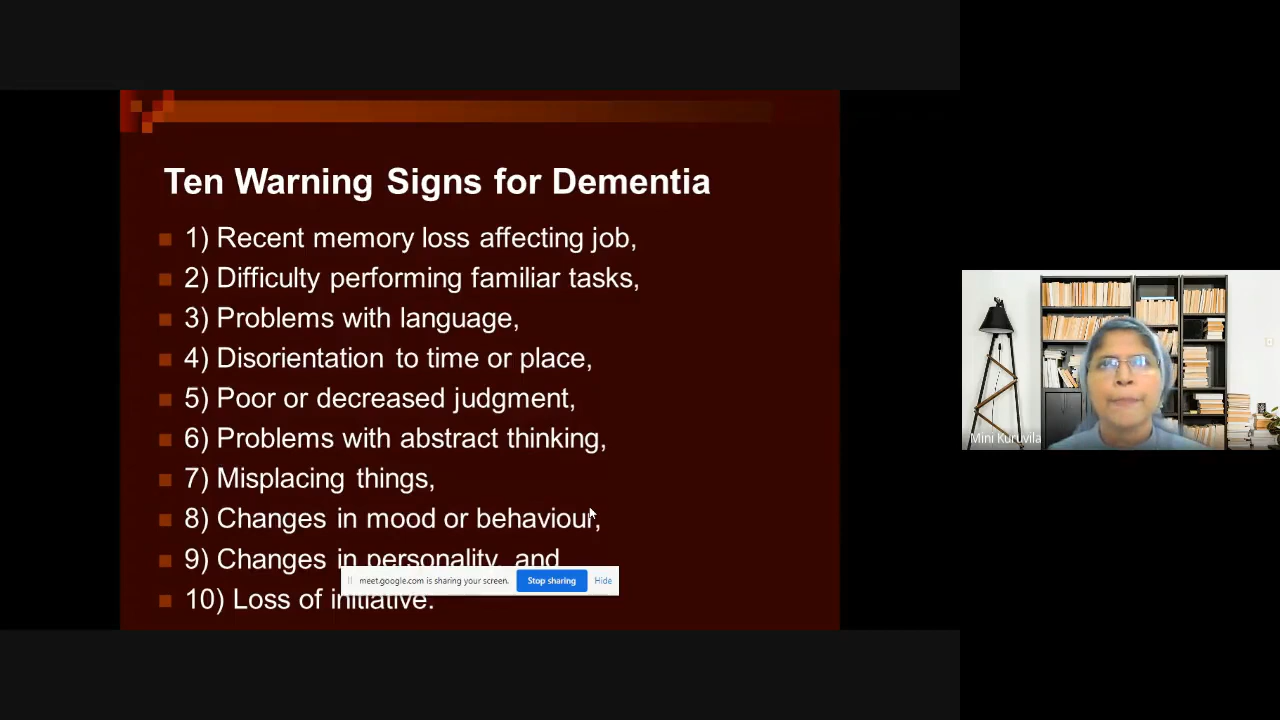 Ten Warning Signs for Dementia
1) Recent memory loss affecting job,
2) Difficulty performing familiar tasks,
3) Problems with language,
4) Disorientation to time or place,
5) Poor or decreased judgment,
6) Problems with abstract thinking,
7) Misplacing things,
8) Changes in mood or behaviour,
9) Changes in personality, and
meet.google.com is sharing your screen. Stop sharing Hide
10) Loss of initiative.
Mini Kuruvila